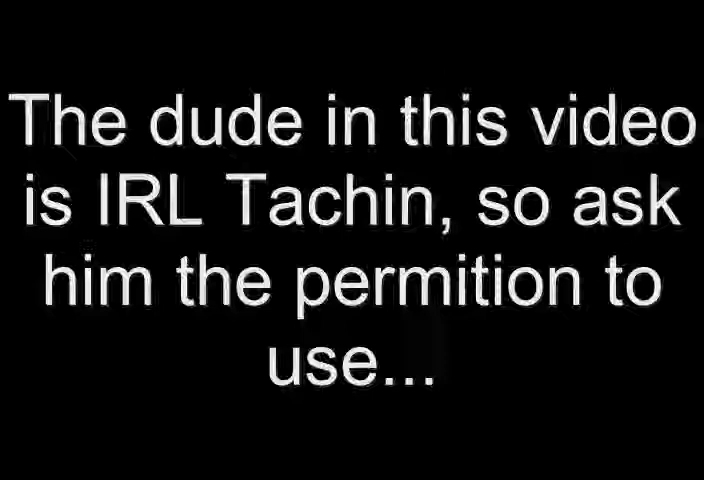 The dude in this video
is IRL Tachin, so ask
him the permition to
use...